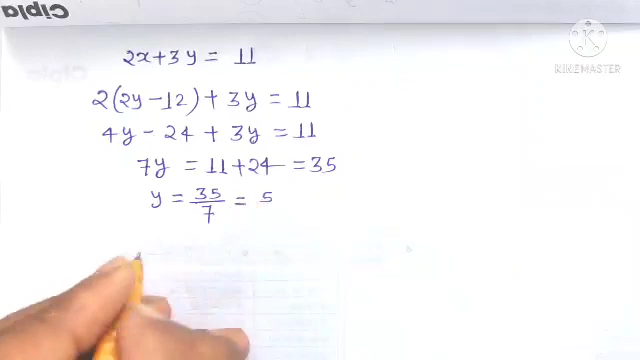 Cipla
KINEMASTER
2x+3y = 11
2(2y-12) + 3y = 11
4y - 24 + 3y = 11
7y = 11+24 = 35
y = 35/7 = 5